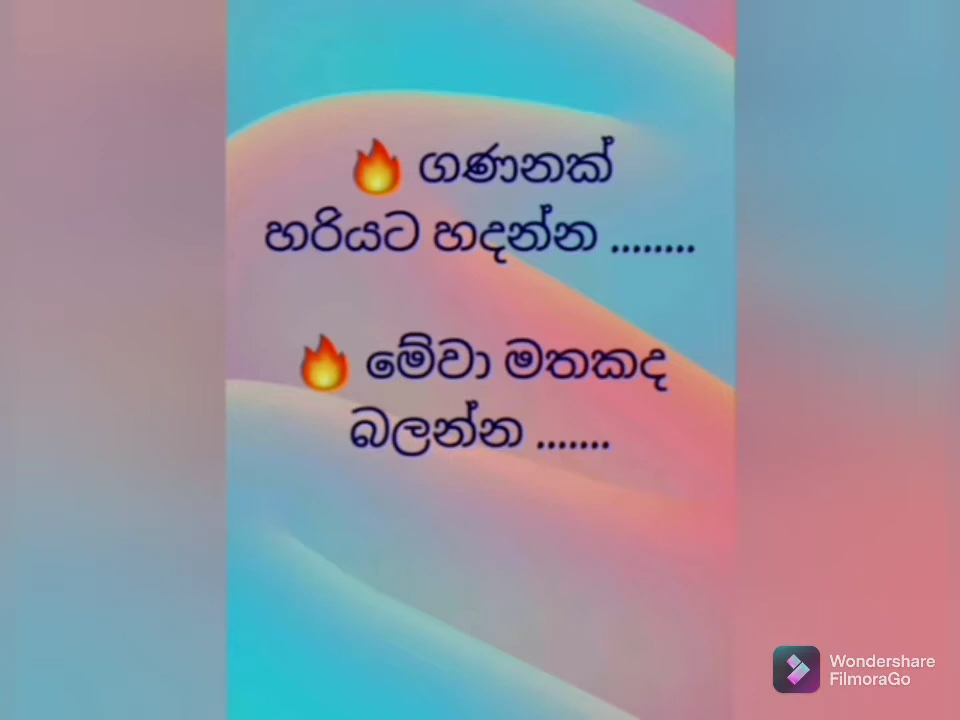 🔥 ගණනක්
හරියට හදන්න ........
🔥 මේවා මතකද
බලන්න .......
Wondershare
FilmoraGo